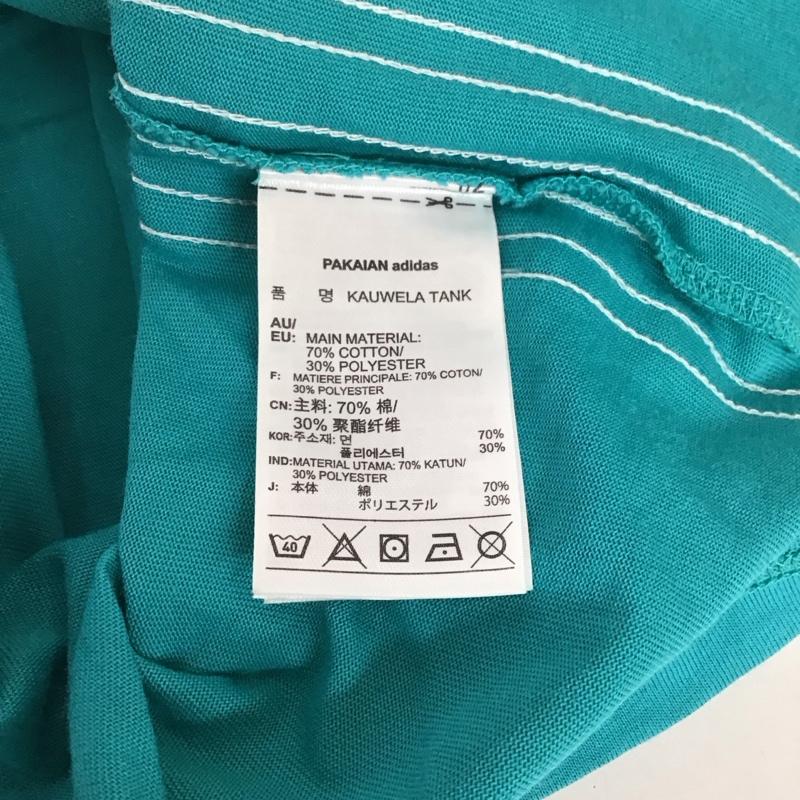 PAKAIAN adidas
품 명 KAUWELA TANK
AU/
EU: MAIN MATERIAL:
70% COTTON/
30% POLYESTER
F: MATIERE PRINCIPALE: 70% COTON/
30% POLYESTER
CN: 主料: 70% 棉/
30% 聚酯纤维
KOR: 주소재: 면 70%
폴리에스터 30%
IND: MATERIAL UTAMA: 70% KATUN/
30% POLYESTER
J: 本体 綿 70%
ポリエステル 30%
40